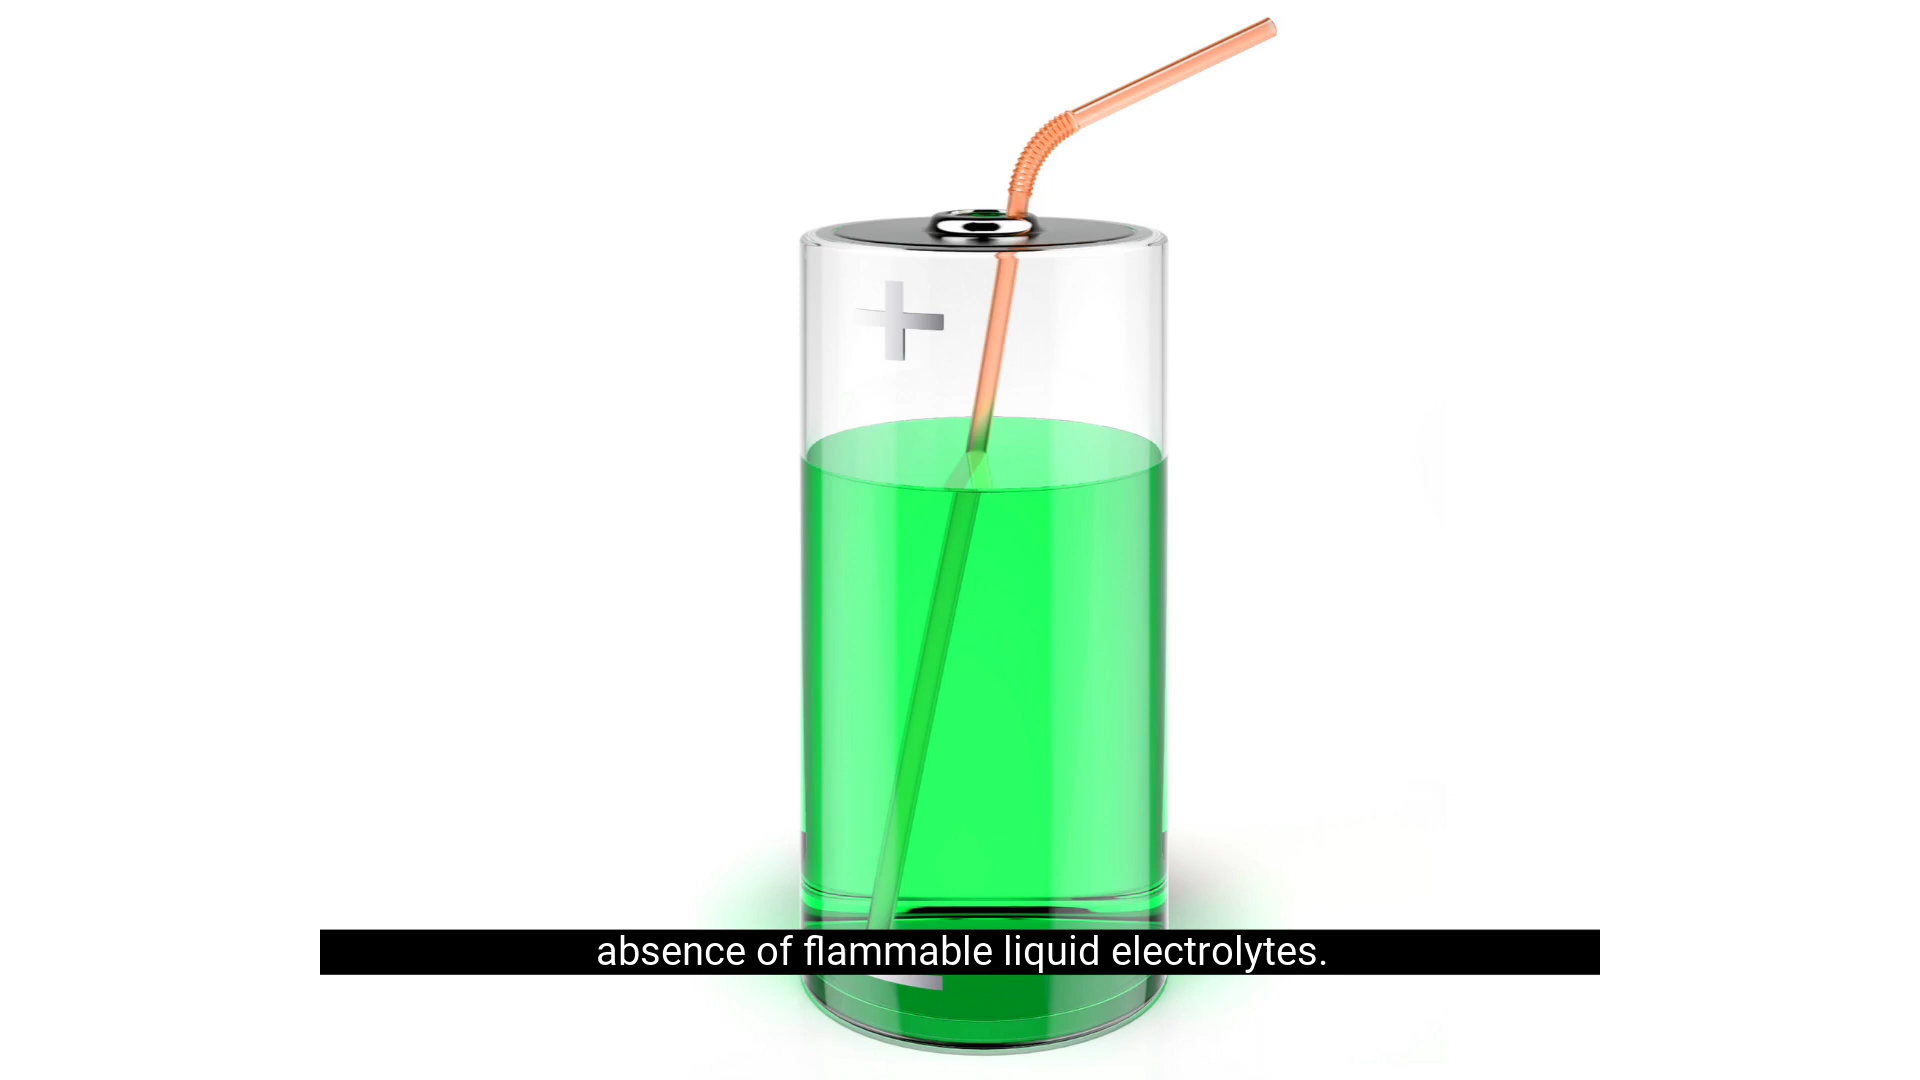 +
absence of flammable liquid electrolytes.